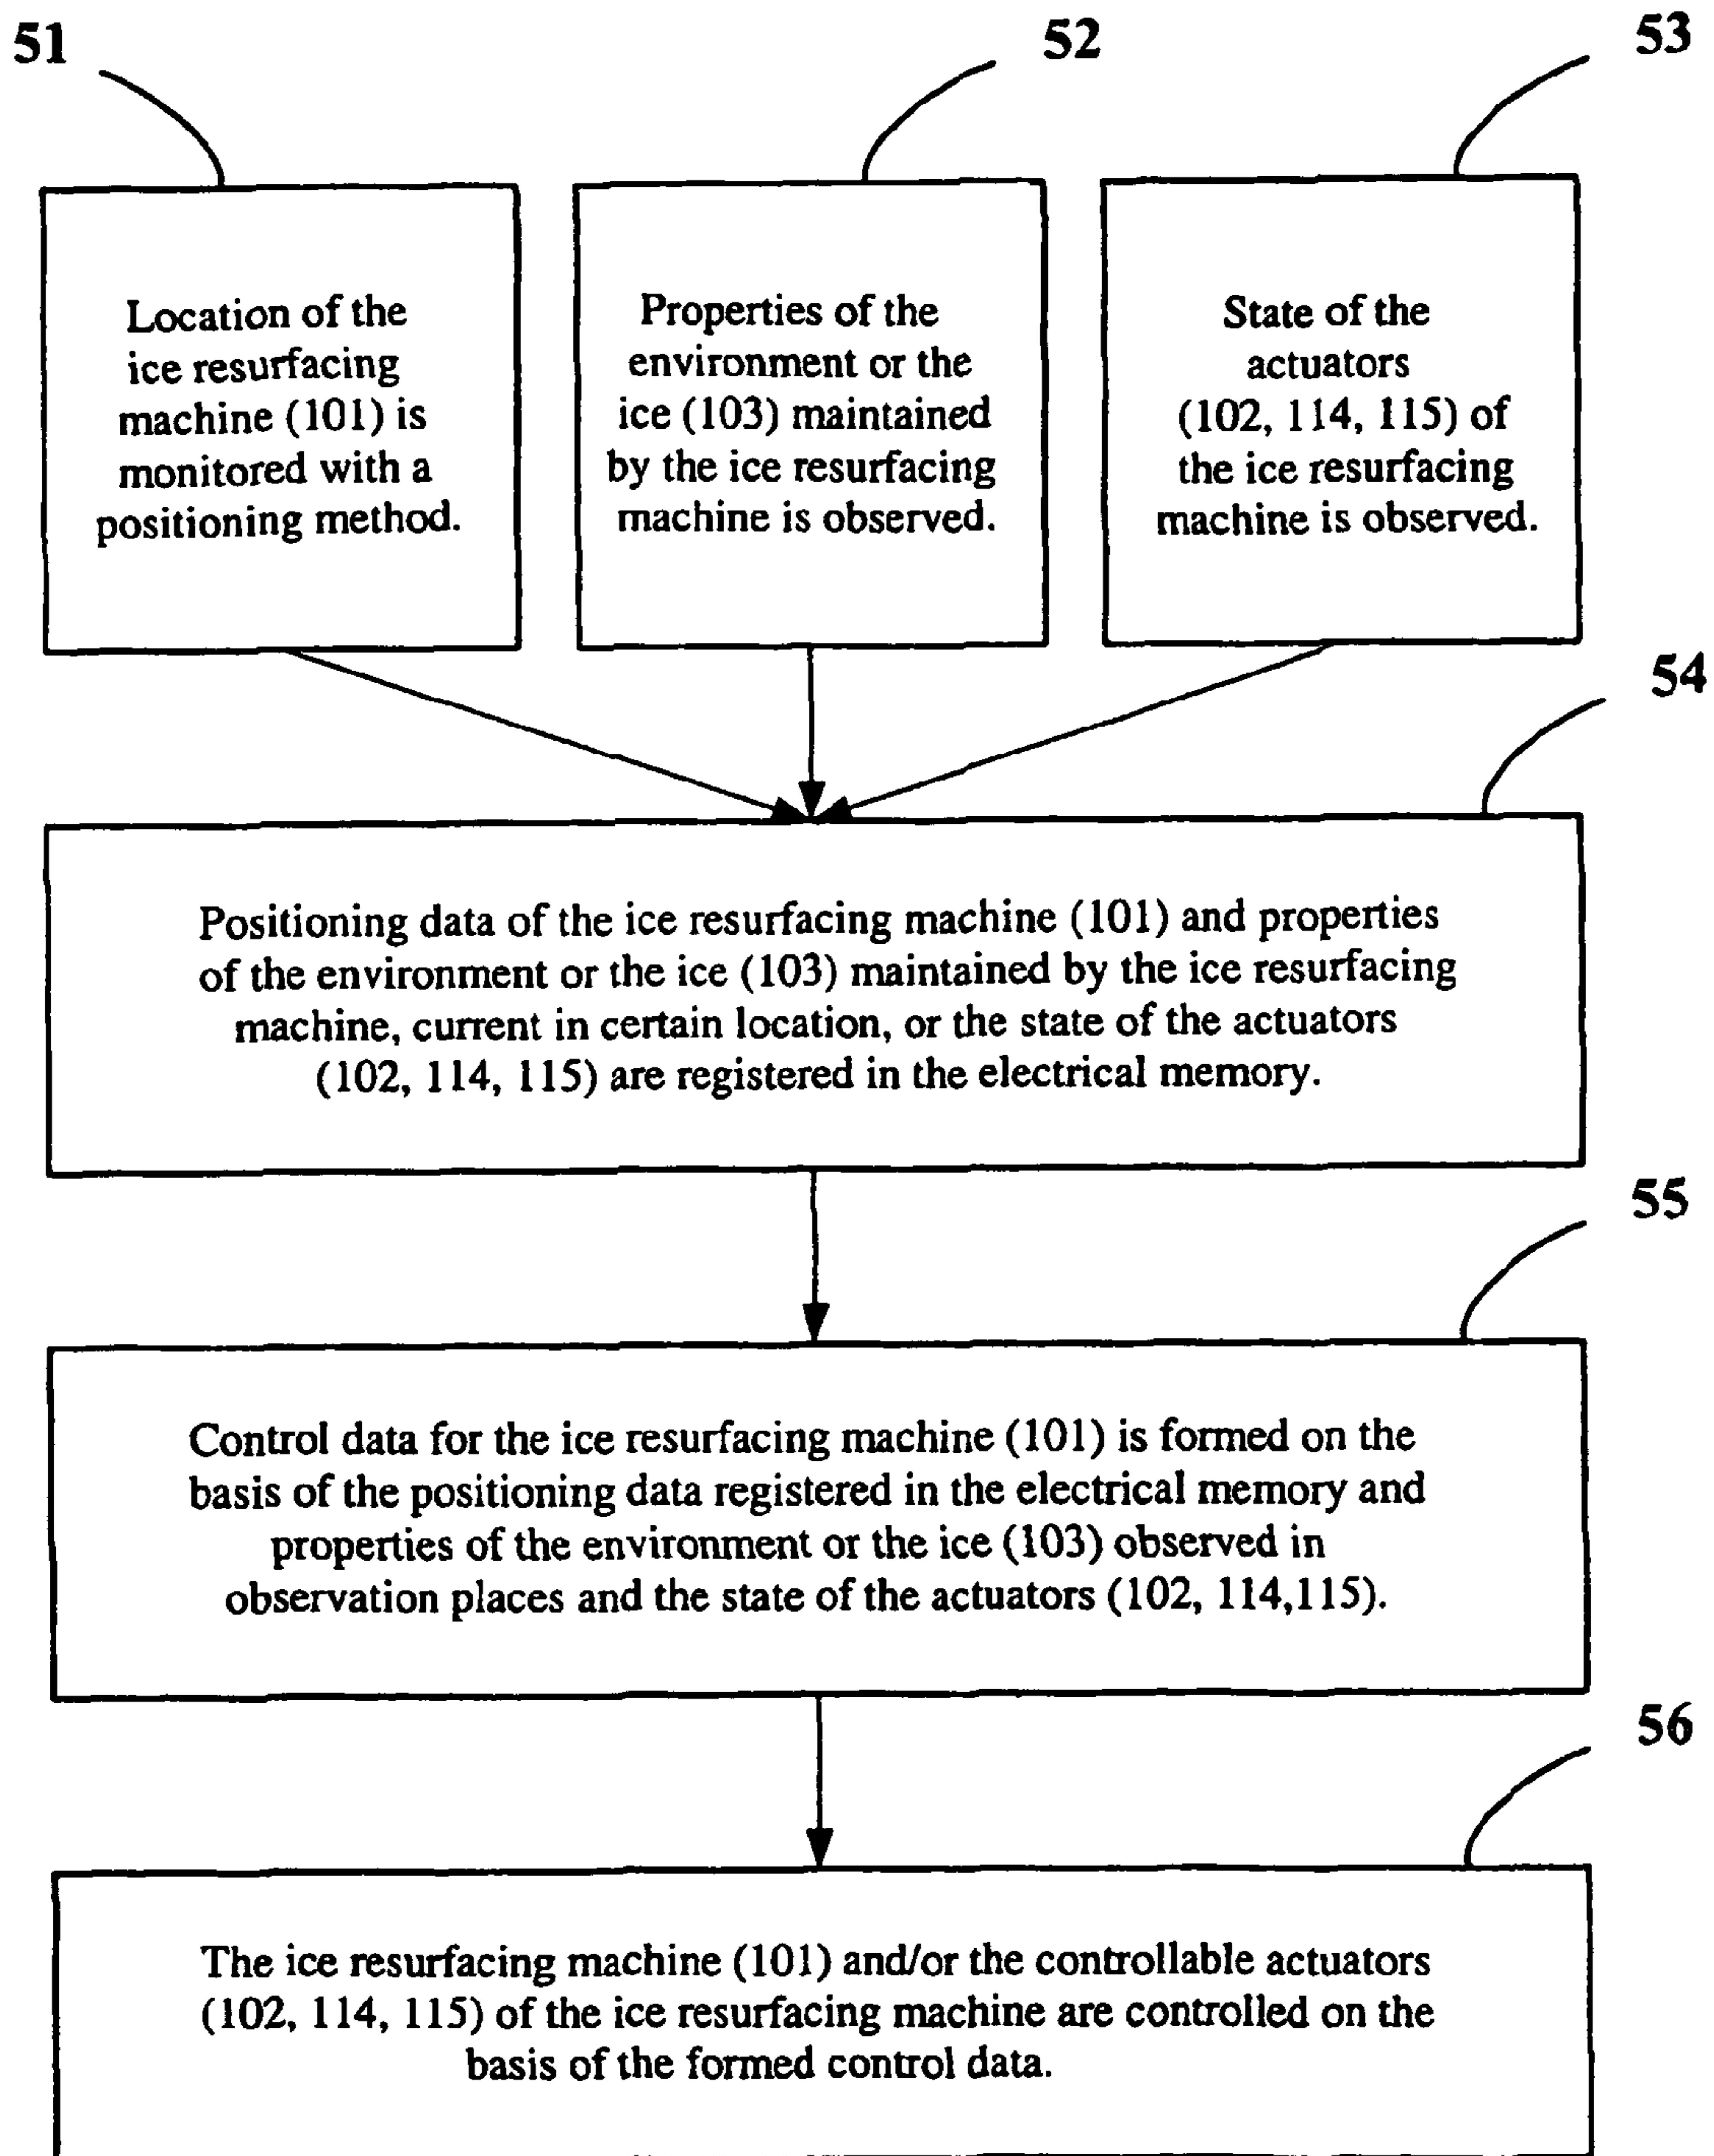 51
52
53
Location of the
ice resurfacing
machine (101) is
monitored with a
positioning method.
Properties of the
environment or the
ice (103) maintained
by the ice resurfacing
machine is observed.
State of the
actuators
(102, 114, 115) of
the ice resurfacing
machine is observed.
54
Positioning data of the ice resurfacing machine (101) and properties
of the environment or the ice (103) maintained by the ice resurfacing
machine, current in certain location, or the state of the actuators
(102, 114, 115) are registered in the electrical memory.
55
Control data for the ice resurfacing machine (101) is formed on the
basis of the positioning data registered in the electrical memory and
properties of the environment or the ice (103) observed in
observation places and the state of the actuators (102, 114,115).
56
The ice resurfacing machine (101) and/or the controllable actuators
(102, 114, 115) of the ice resurfacing machine are controlled on the
basis of the formed control data.